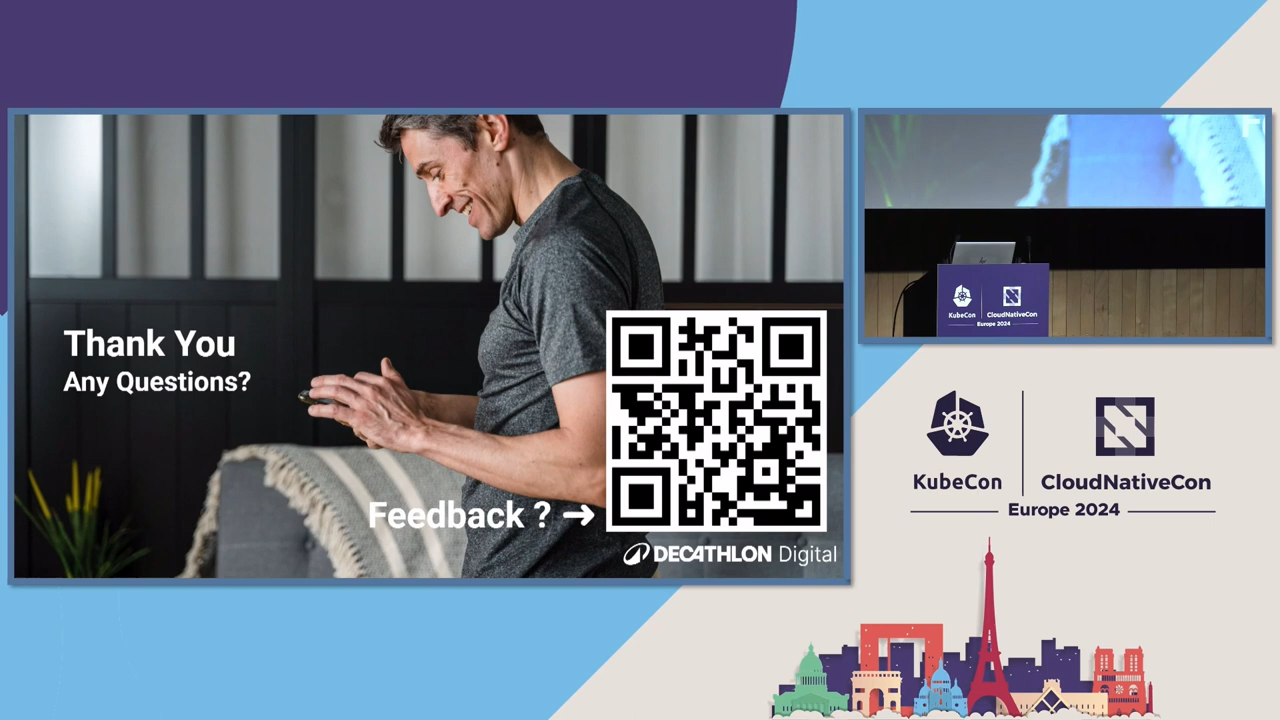 Thank You
Any Questions?
Feedback ? →
DECATHLON Digital
KubeCon
CloudNativeCon
Europe 2024
KubeCon
CloudNativeCon
Europe 2024